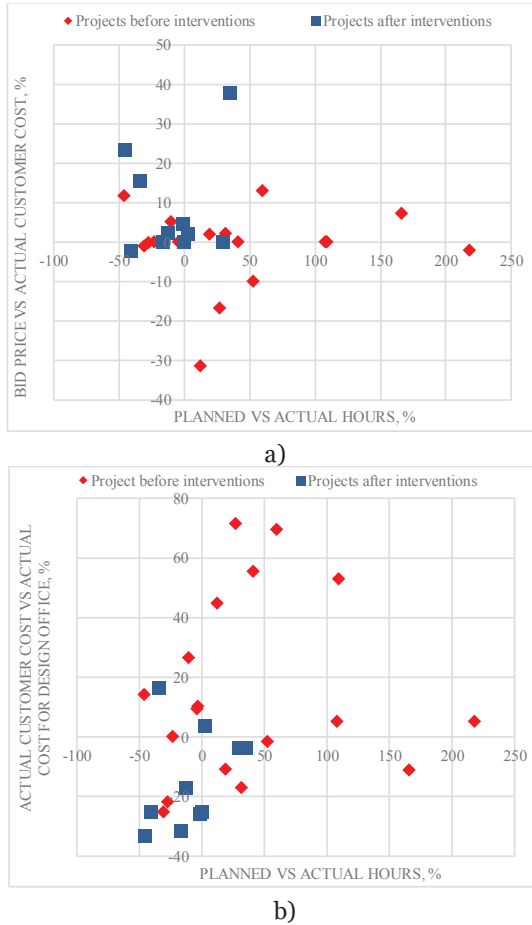 Projects before interventions Projects after interventions
50
40
30
20
10
0
-10
-20
-30
-40
-100 -50 0 50 100 150 200 250
BID PRICE VS ACTUAL CUSTOMER COST, %
PLANNED VS ACTUAL HOURS, %
a)
Project before interventions Projects after interventions
80
60
40
20
0
-20
-40
-100 -50 0 50 100 150 200 250
ACTUAL CUSTOMER COST VS ACTUAL
COST FOR DESIGN OFFICE, %
PLANNED VS ACTUAL HOURS, %
b)